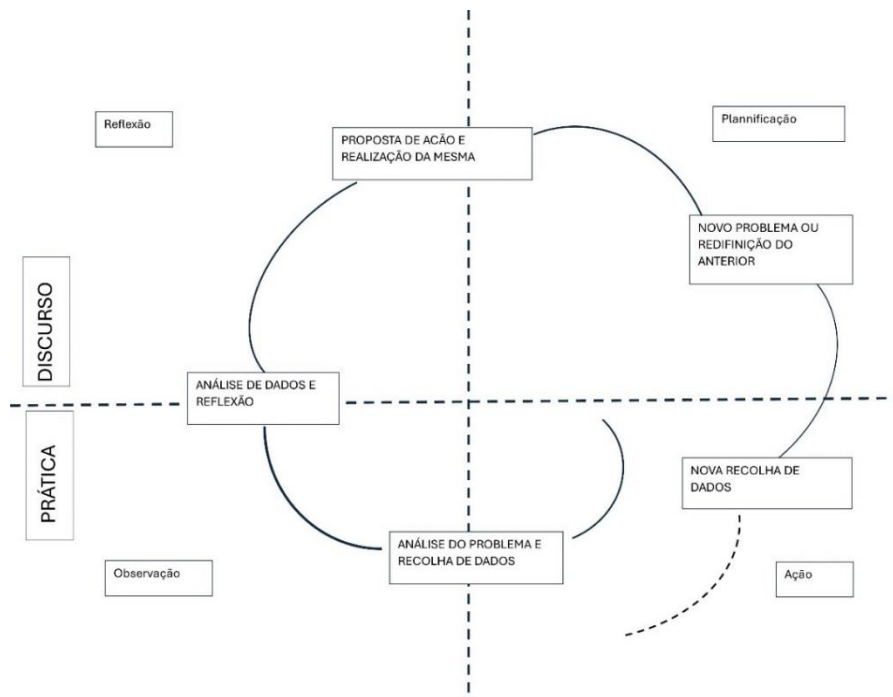 Reflexão
Plannificação
PROPOSTA DE ACÃO E
REALIZAÇÃO DA MESMA
NOVO PROBLEMA OU
REDIFINIÇÃO DO
ANTERIOR
DISCURSO
ANÁLISE DE DADOS E
REFLEXÃO
PRÁTICA
NOVA RECOLHA DE
DADOS
ANÁLISE DO PROBLEMA E
RECOLHA DE DADOS
Observação
Ação